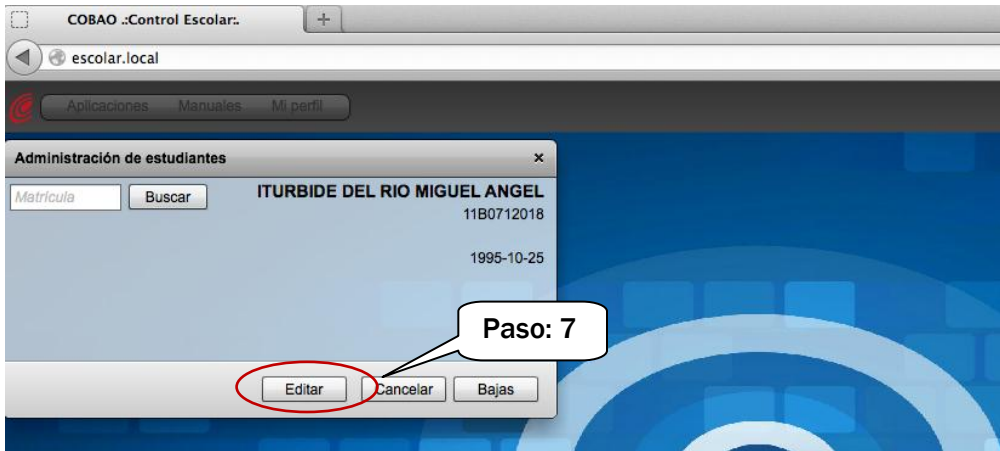 COBAO .:Control Escolar:.
escolar.local
Aplicaciones Manuales Mi perfil
Administración de estudiantes
Matrícula Buscar ITURBIDE DEL RIO MIGUEL ANGEL
11B0712018
1995-10-25
Paso: 7
Editar Cancelar Bajas